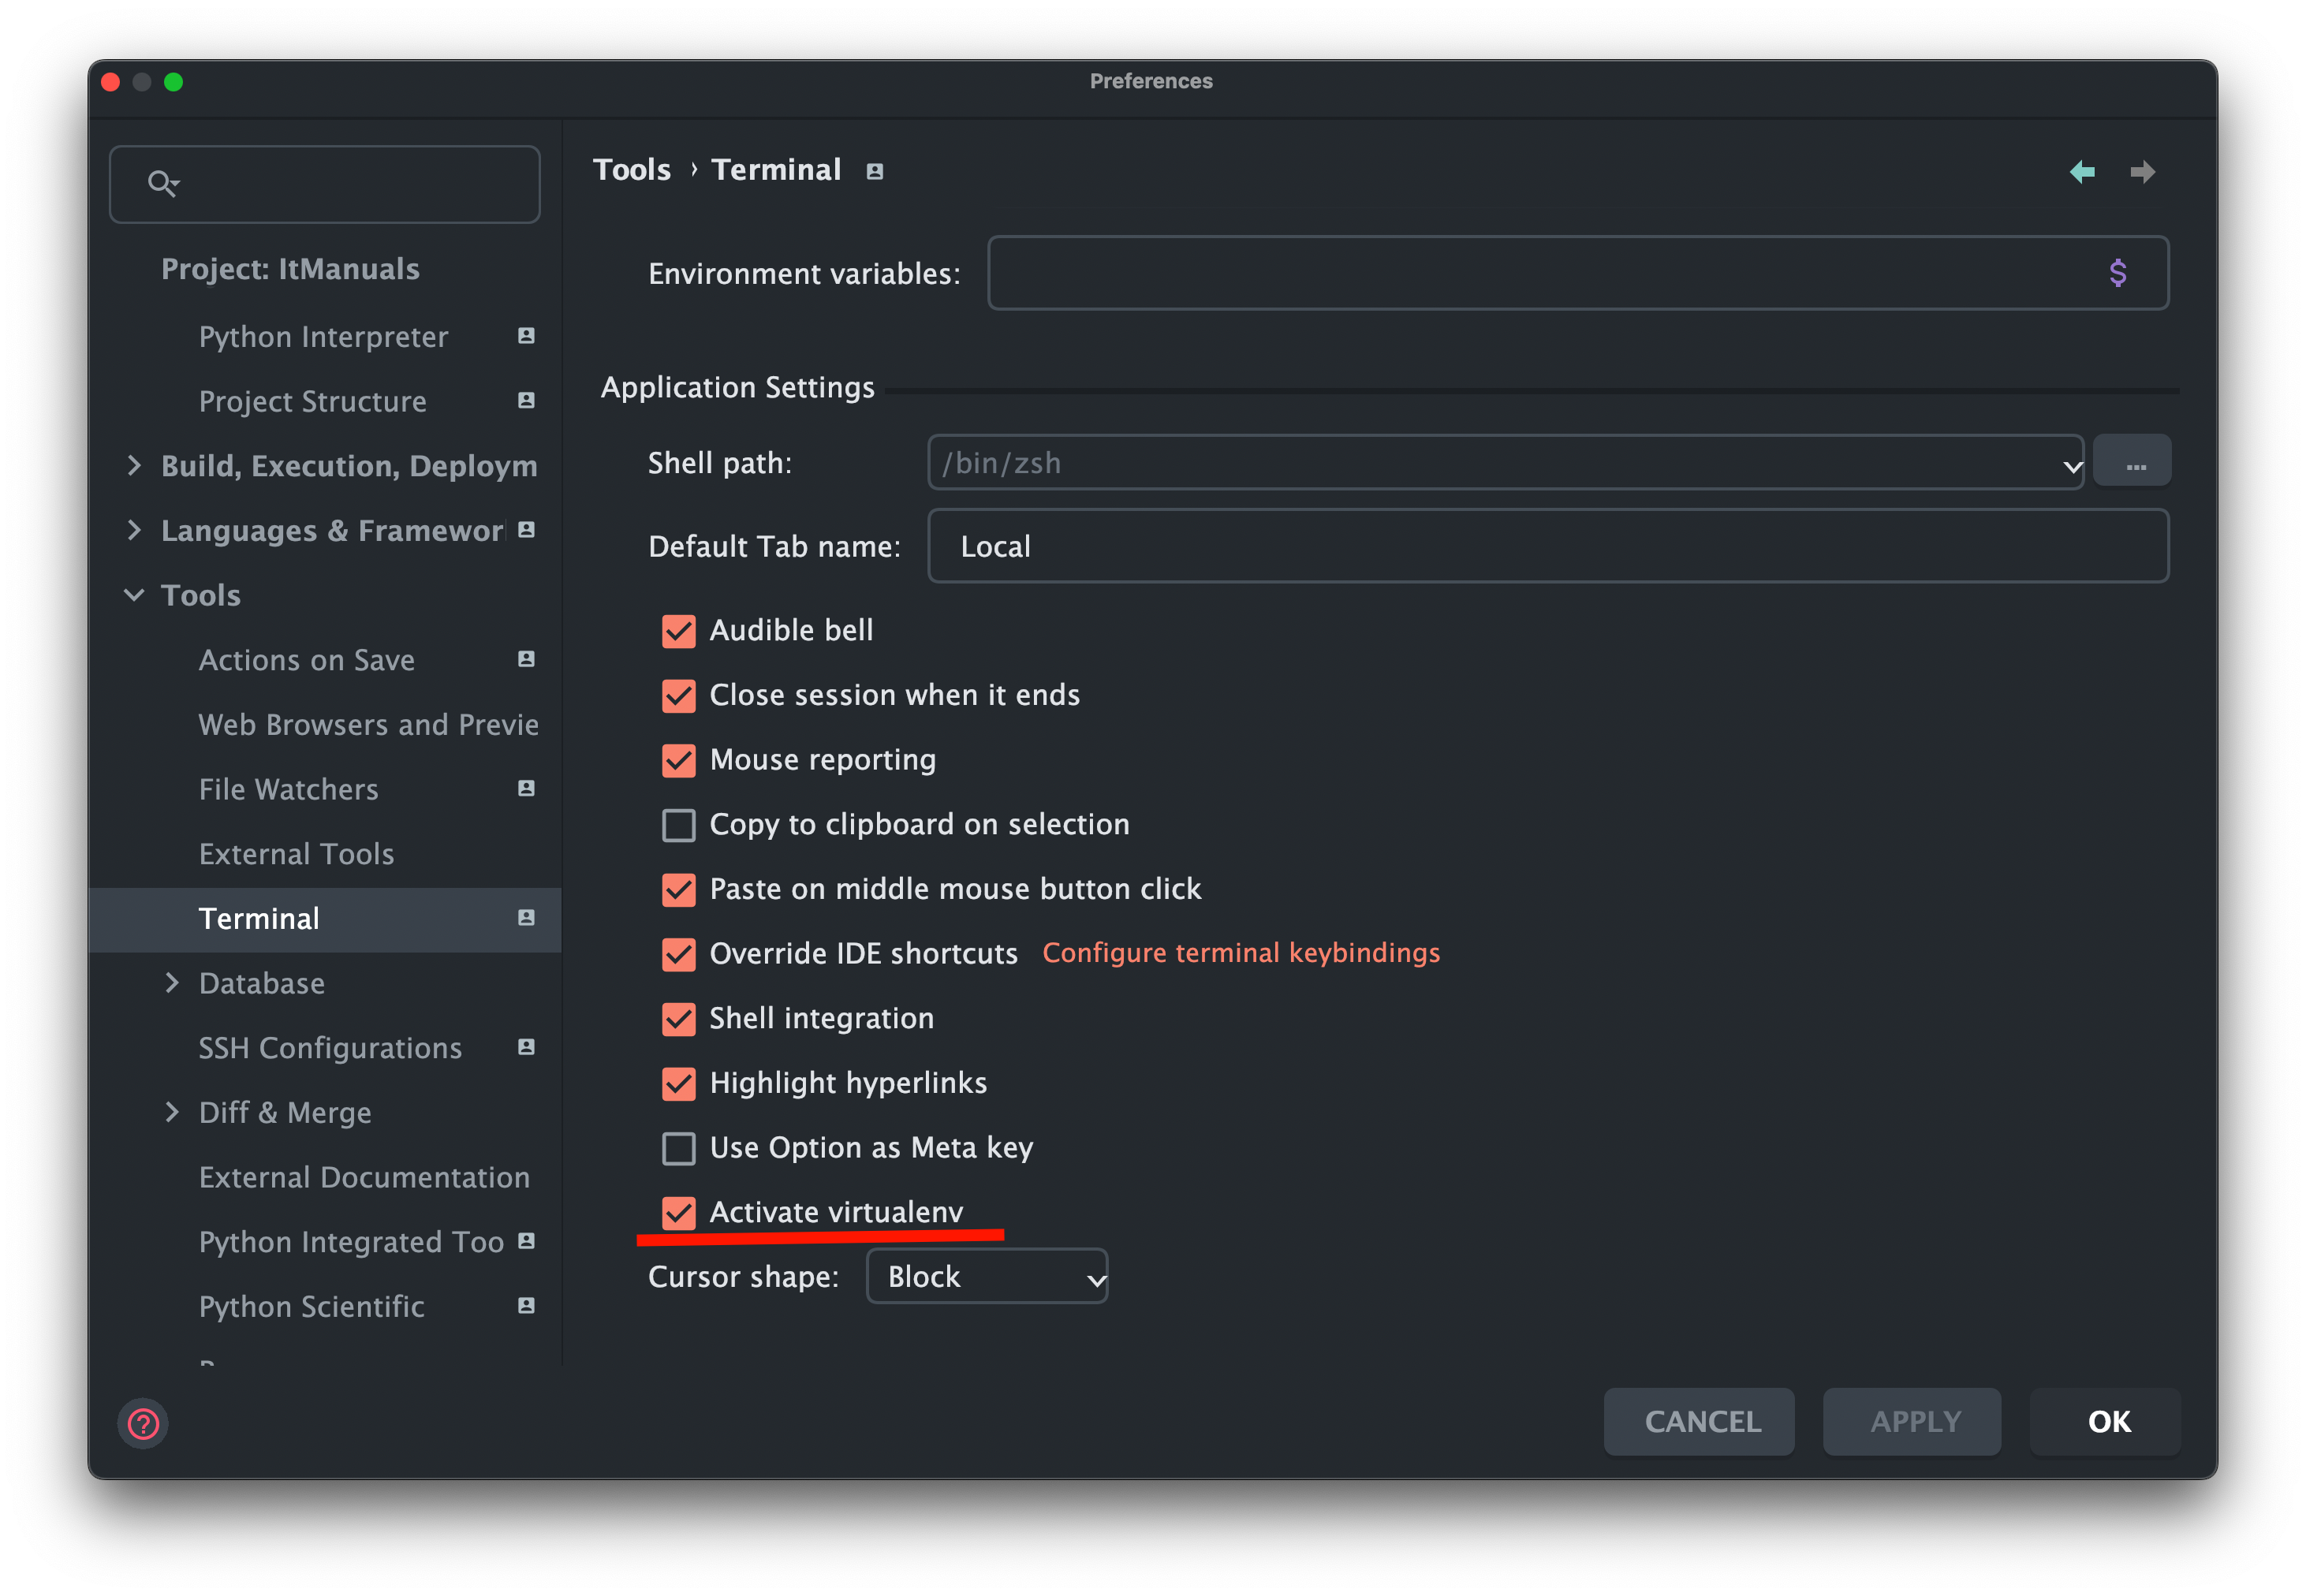 Preferences
Project: ItManuals
Python Interpreter
Project Structure
Build, Execution, Deploym
Languages & Framewor
Tools
Actions on Save
Web Browsers and Previe
File Watchers
External Tools
Terminal
Database
SSH Configurations
Diff & Merge
External Documentation
Python Integrated Too
Python Scientific
Tools › Terminal
Environment variables: $
Application Settings
Shell path: /bin/zsh ...
Default Tab name: Local
Audible bell
Close session when it ends
Mouse reporting
Copy to clipboard on selection
Paste on middle mouse button click
Override IDE shortcuts Configure terminal keybindings
Shell integration
Highlight hyperlinks
Use Option as Meta key
Activate virtualenv
Cursor shape: Block
? CANCEL APPLY OK